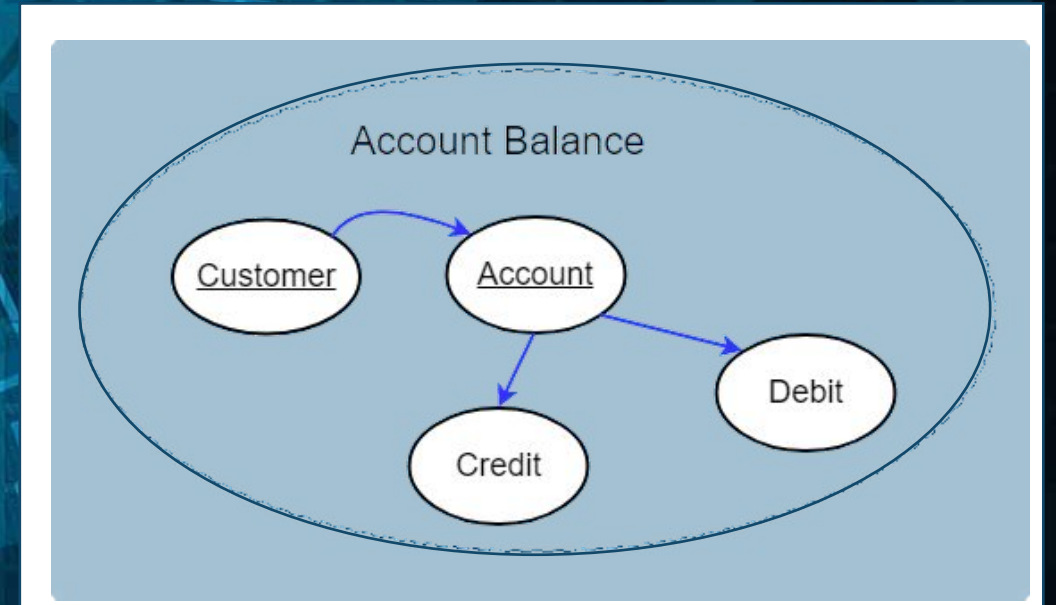 Account Balance
Customer
Account
Debit
Credit